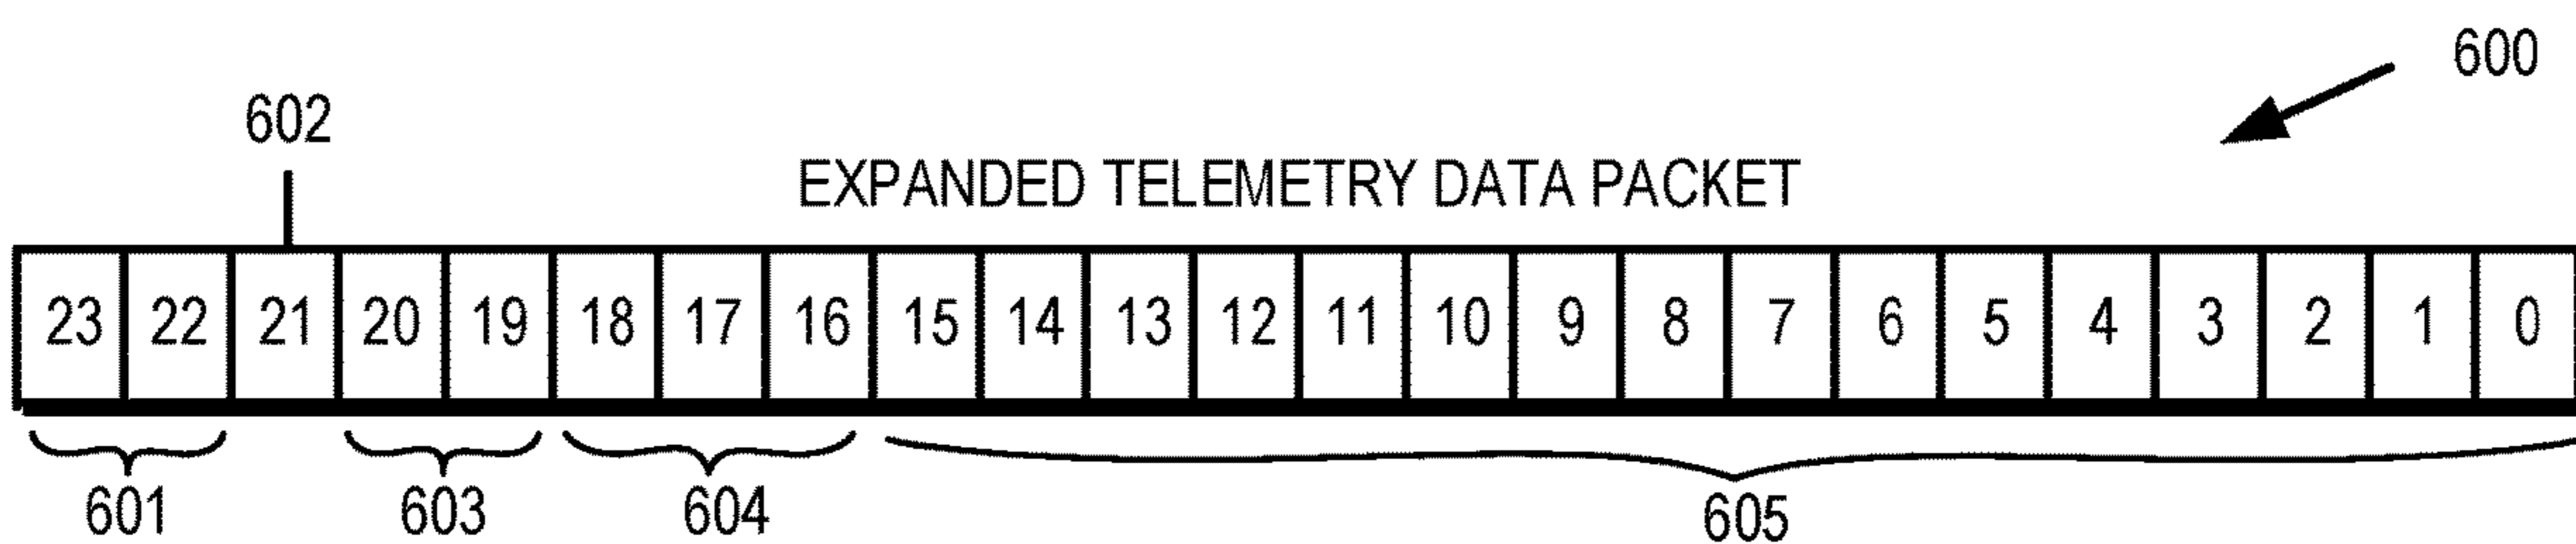 600
602
EXPANDED TELEMETRY DATA PACKET
23 22 21 20 19 18 17 16 15 14 13 12 11 10 9 8 7 6 5 4 3 2 1 0
601 603 604 605